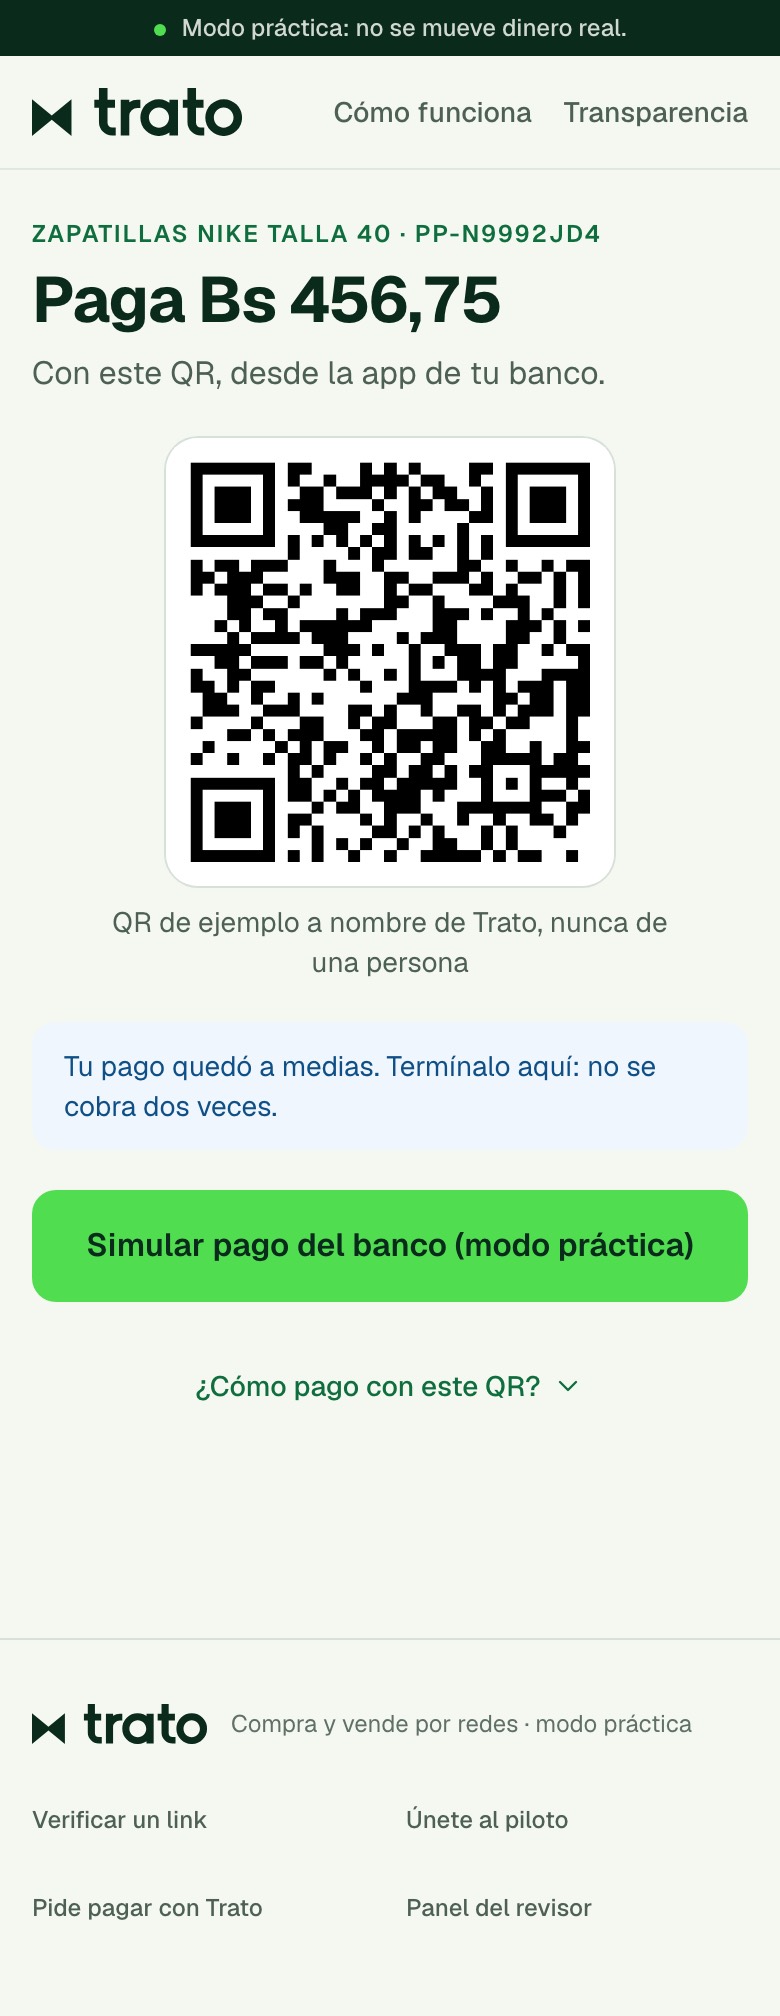 Modo práctica: no se mueve dinero real.
trato
Cómo funciona
Transparencia
ZAPATILLAS NIKE TALLA 40 · PP-N9992JD4
Paga Bs 456,75
Con este QR, desde la app de tu banco.
QR de ejemplo a nombre de Trato, nunca de
una persona
Tu pago quedó a medias. Termínalo aquí: no se
cobra dos veces.
Simular pago del banco (modo práctica)
¿Cómo pago con este QR?
trato
Compra y vende por redes · modo práctica
Verificar un link
Únete al piloto
Pide pagar con Trato
Panel del revisor